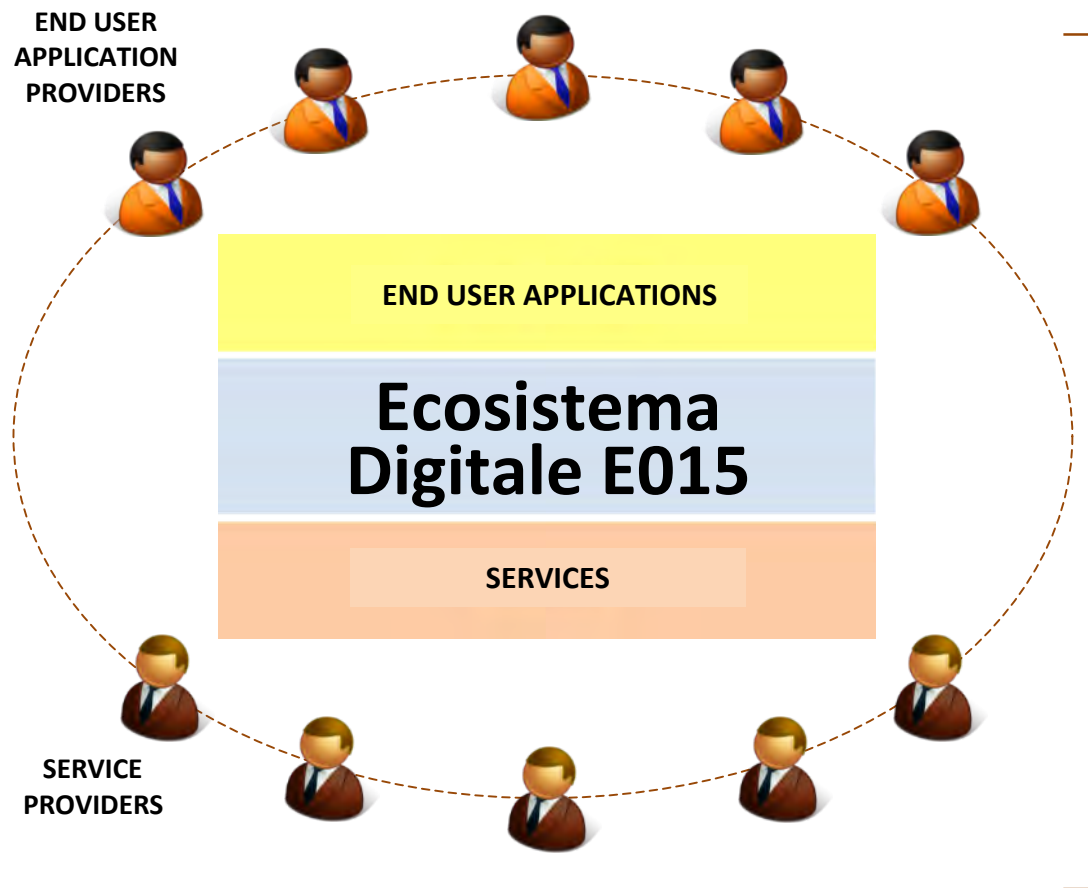 END USER
APPLICATION
PROVIDERS
END USER APPLICATIONS
Ecosistema
Digitale E015
SERVICES
SERVICE
PROVIDERS